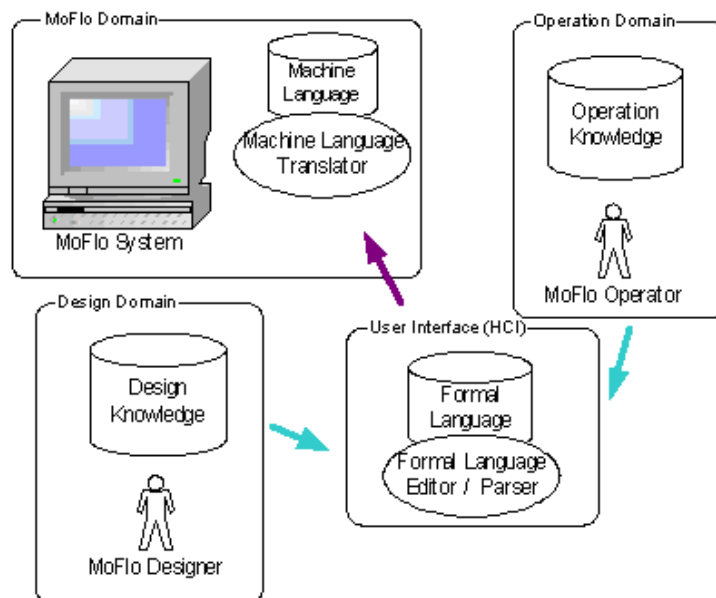 MoFlo Domain
Machine
Language
Machine Language
Translator
MoFlo System
Operation Domain
Operation
Knowledge
MoFlo Operator
Design Domain
Design
Knowledge
MoFlo Designer
User Interface (HCI)
Formal
Language
Formal Language
Editor / Parser